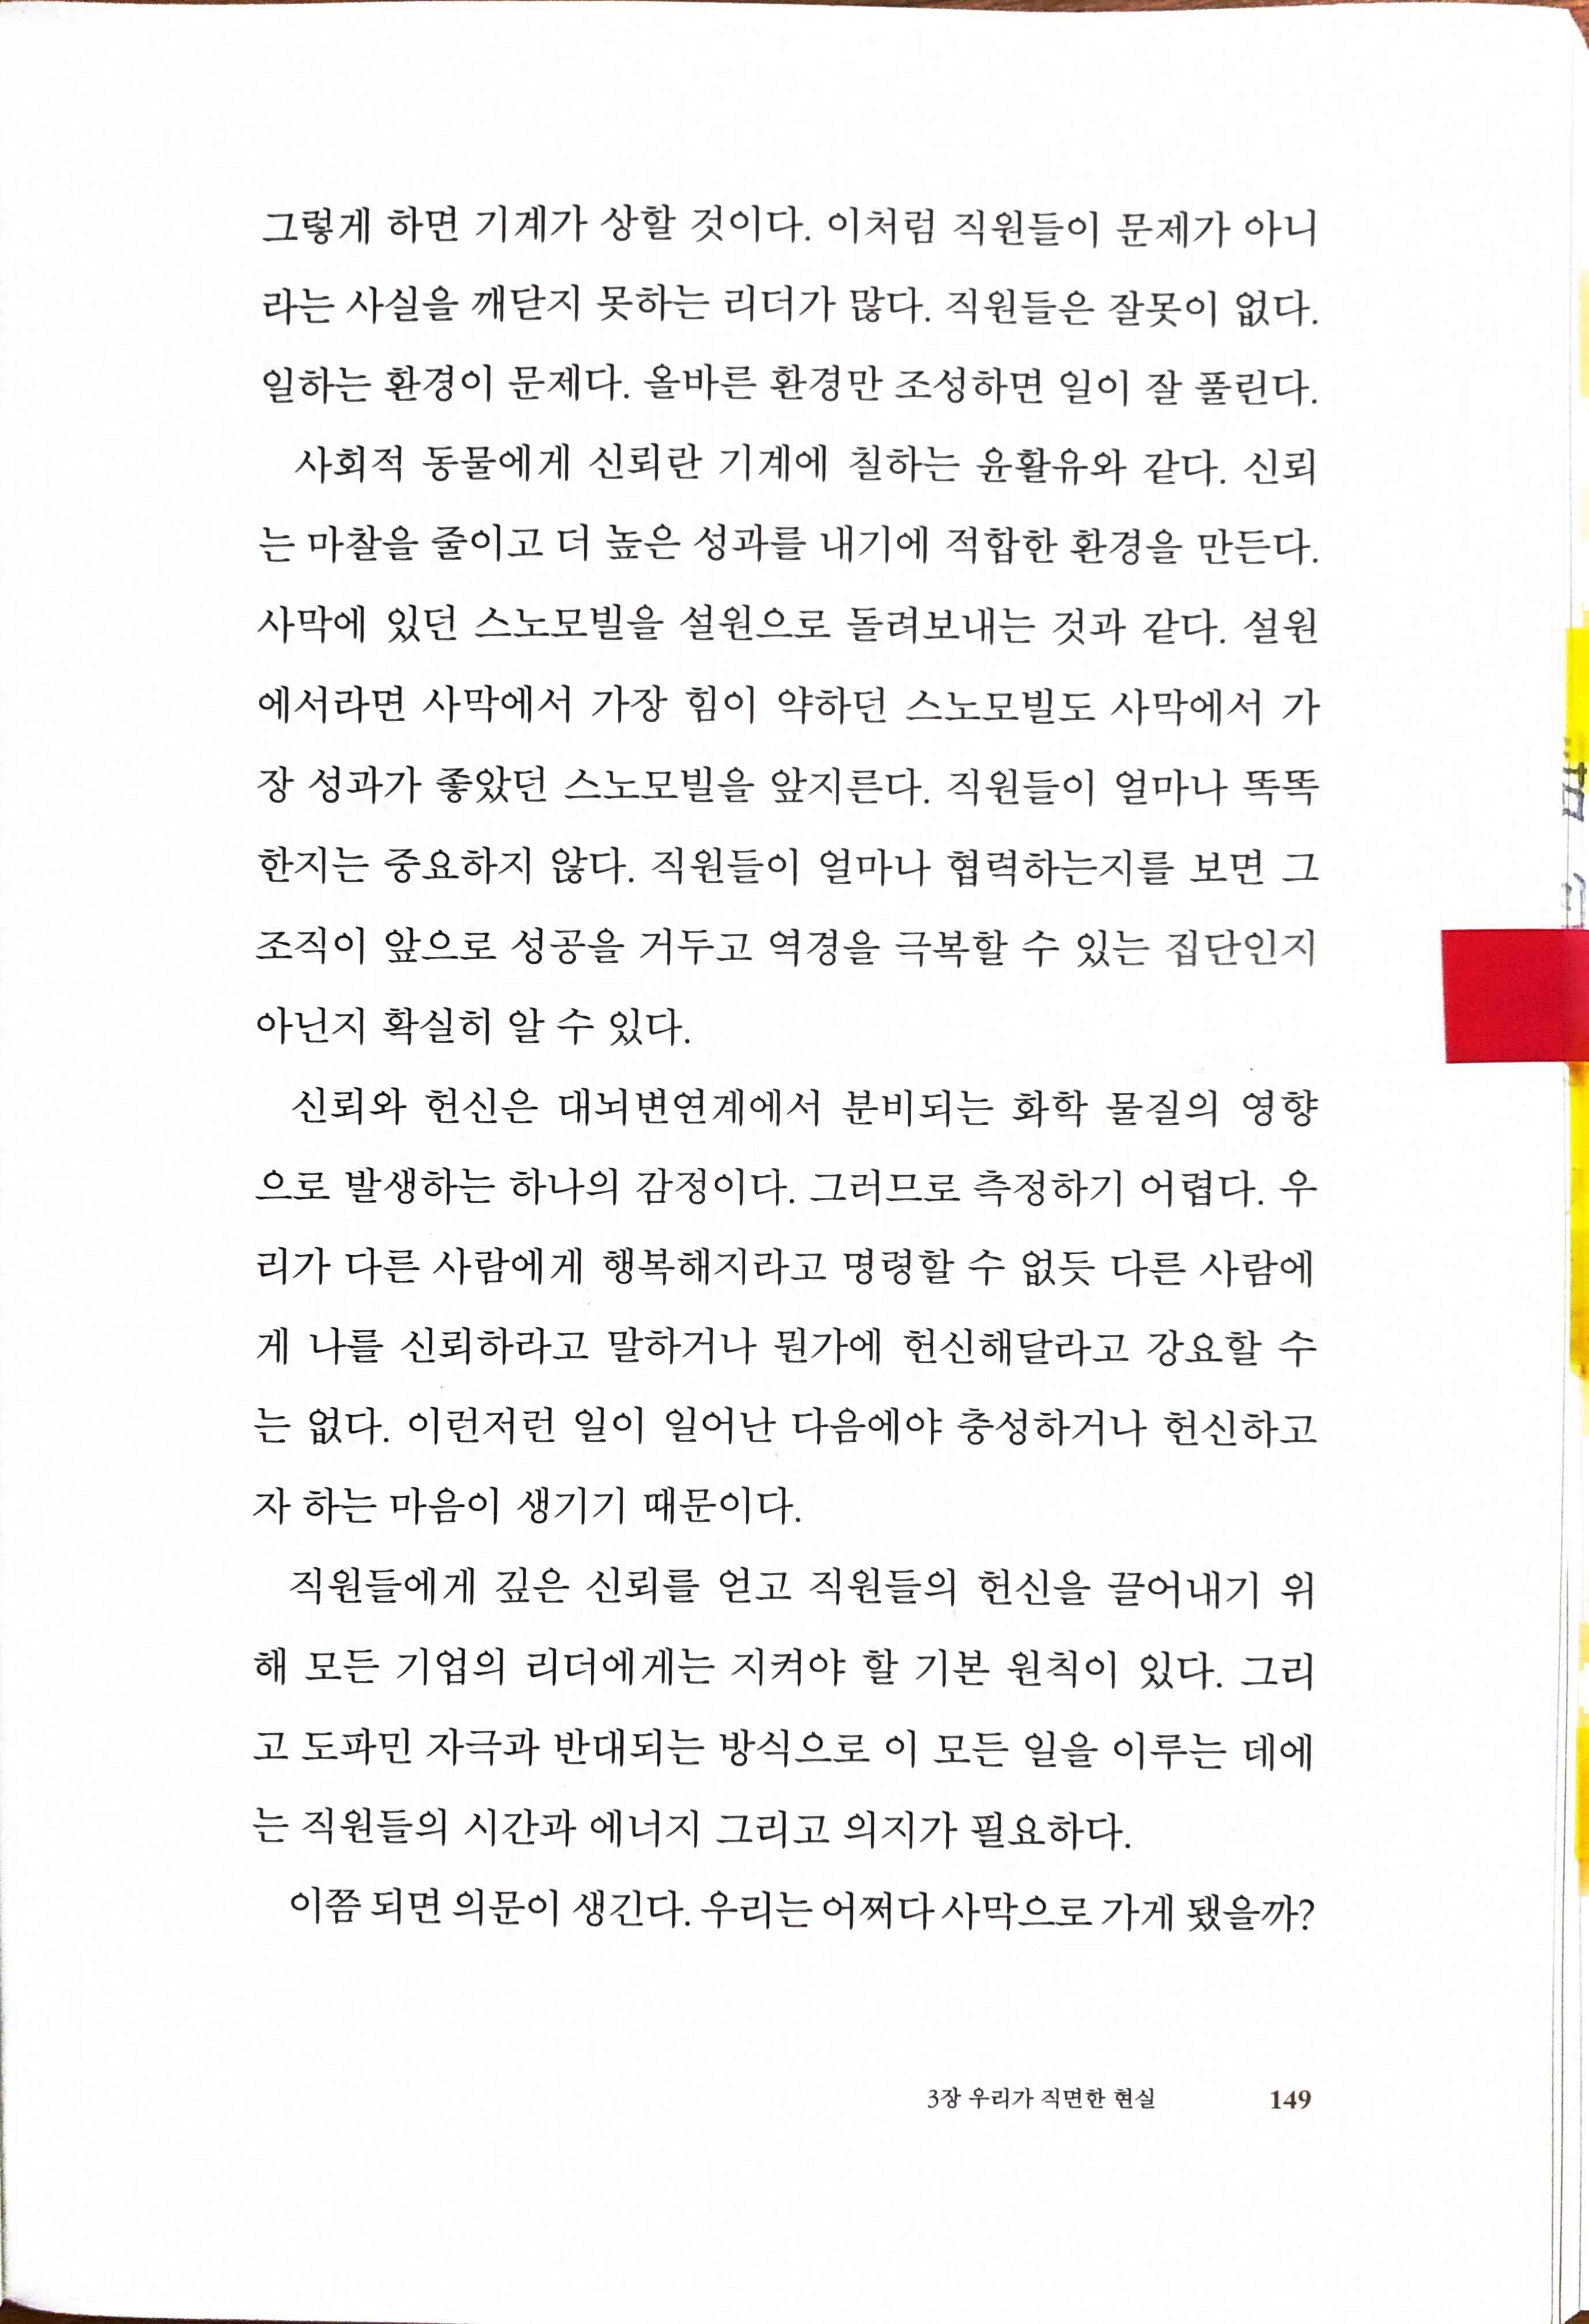 그렇게 하면 기계가 상할 것이다. 이처럼 직원들이 문제가 아니
라는 사실을 깨닫지 못하는 리더가 많다. 직원들은 잘못이 없다.
일하는 환경이 문제다. 올바른 환경만 조성하면 일이 잘 풀린다.
사회적 동물에게 신뢰란 기계에 칠하는 윤활유와 같다. 신뢰
는 마찰을 줄이고 더 높은 성과를 내기에 적합한 환경을 만든다.
사막에 있던 스노모빌을 설원으로 돌려보내는 것과 같다. 설원
에서라면 사막에서 가장 힘이 약하던 스노모빌도 사막에서 가
장 성과가 좋았던 스노모빌을 앞지른다. 직원들이 얼마나 똑똑
한지는 중요하지 않다. 직원들이 얼마나 협력하는지를 보면 그
조직이 앞으로 성공을 거두고 역경을 극복할 수 있는 집단인지
아닌지 확실히 알 수 있다.
신뢰와 헌신은 대뇌변연계에서 분비되는 화학 물질의 영향
으로 발생하는 하나의 감정이다. 그러므로 측정하기 어렵다. 우
리가 다른 사람에게 행복해지라고 명령할 수 없듯 다른 사람에
게 나를 신뢰하라고 말하거나 뭔가에 헌신해달라고 강요할 수
는 없다. 이런저런 일이 일어난 다음에야 충성하거나 헌신하고
자 하는 마음이 생기기 때문이다.
직원들에게 깊은 신뢰를 얻고 직원들의 헌신을 끌어내기 위
해 모든 기업의 리더에게는 지켜야 할 기본 원칙이 있다. 그리
고 도파민 자극과 반대되는 방식으로 이 모든 일을 이루는 데에
는 직원들의 시간과 에너지 그리고 의지가 필요하다.
이쯤 되면 의문이 생긴다. 우리는 어쩌다 사막으로 가게 됐을까?
3장 우리가 직면한 현실 149